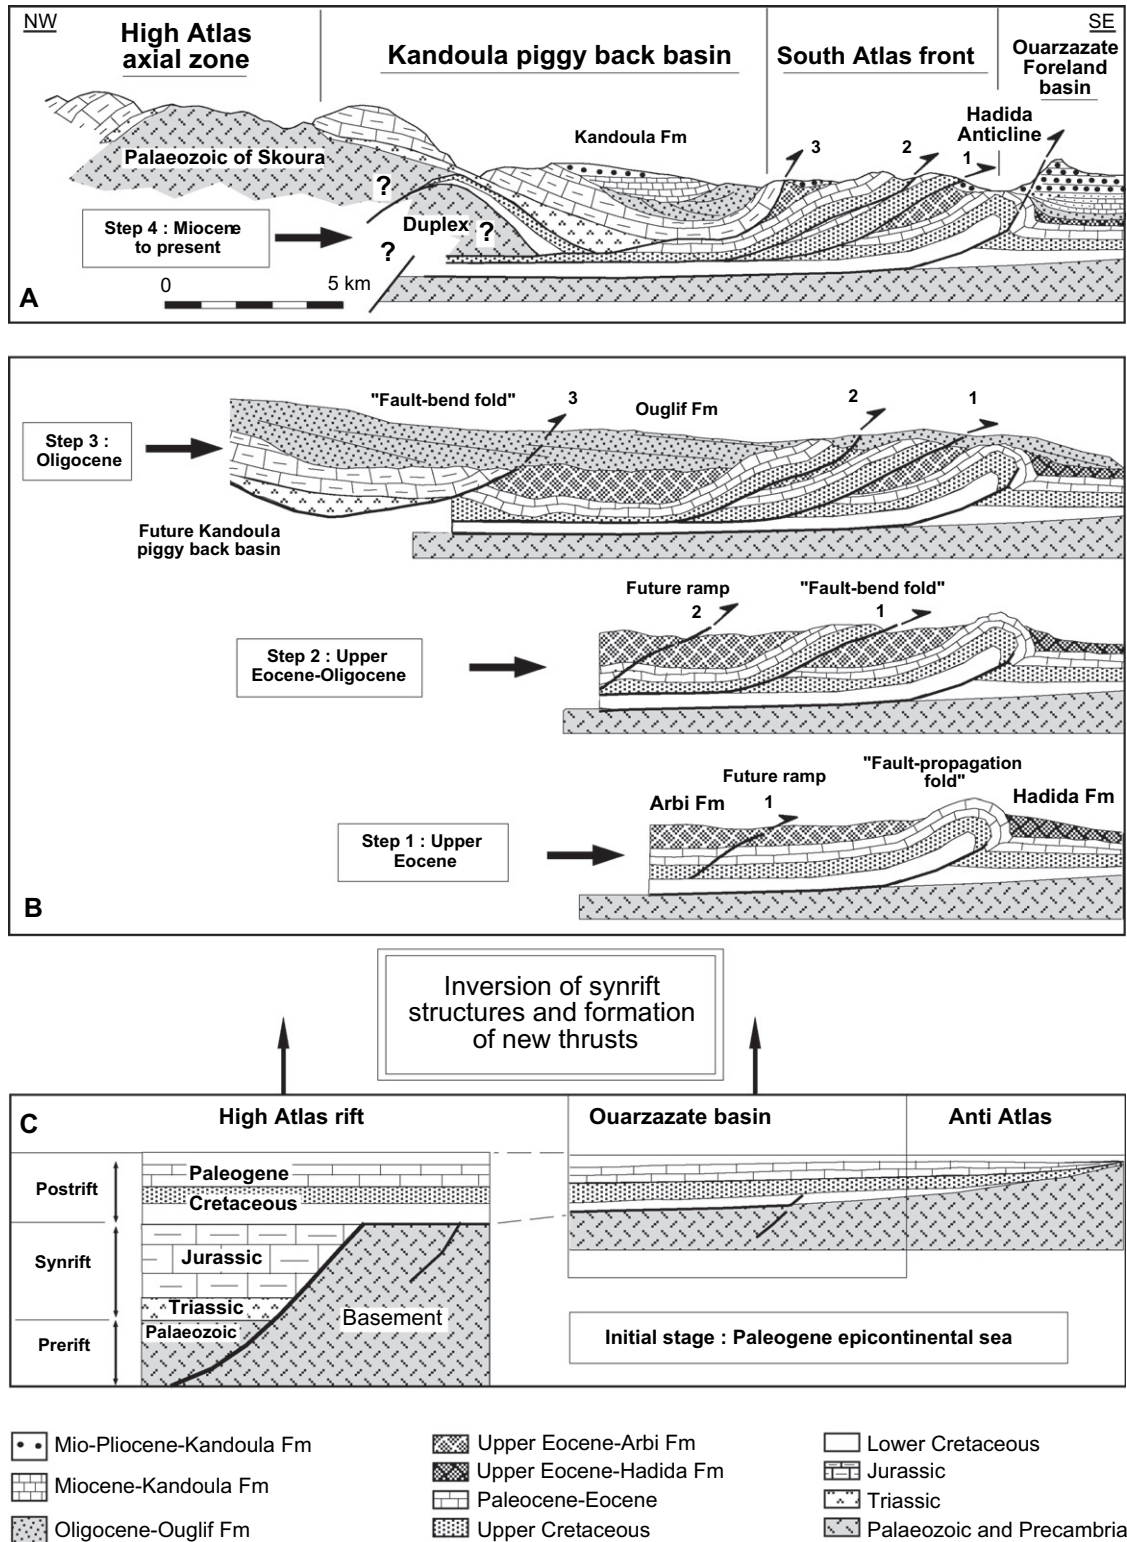 NW
SE
High Atlas
axial zone
Kandoula piggy back basin
South Atlas front
Ouarzazate
Foreland
basin
Hadida
Anticline
Kandoula Fm
3
2
1
Palaeozoic of Skoura
?
Duplex
?
?
Step 4 : Miocene
to present
0
5 km
A
"Fault-bend fold"
3
Ouglif Fm
2
1
Step 3 :
Oligocene
Future Kandoula
piggy back basin
Future ramp
2
"Fault-bend fold"
1
Step 2 : Upper
Eocene-Oligocene
Future ramp
1
"Fault-propagation
fold"
Arbi Fm
Hadida Fm
Step 1 : Upper
Eocene
B
Inversion of synrift
structures and formation
of new thrusts
C
High Atlas rift
Ouarzazate basin
Anti Atlas
Postrift
Paleogene
Cretaceous
Synrift
Jurassic
Triassic
Prerift
Palaeozoic
Basement
Initial stage : Paleogene epicontinental sea
Mio-Pliocene-Kandoula Fm
Miocene-Kandoula Fm
Oligocene-Ouglif Fm
Upper Eocene-Arbi Fm
Upper Eocene-Hadida Fm
Paleocene-Eocene
Upper Cretaceous
Lower Cretaceous
Jurassic
Triassic
Palaeozoic and Precambria